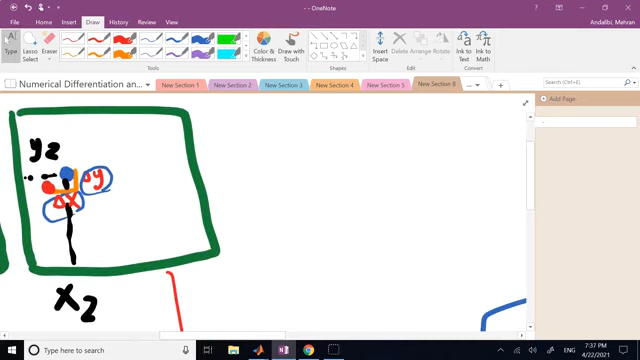 - - OneNote
File Home Insert Draw View Help Class Notebook
Type
Lasso Select
Eraser
Color & Thickness
Draw with Touch
Insert Space
Delete
Arrange
Rotate
Ink to Text
Ink to Math
Tools
Shapes
Edit
Convert
Numerical Differentiation an...
New Section 1
New Section 2
New Section 3
New Section 4
New Section 5
New Section 8
Search (Ctrl+E)
Add Page
y2
Δy
Δx
x2
Type here to search
ENG
7:37 PM
4/22/2021
Andalibi, Mehran